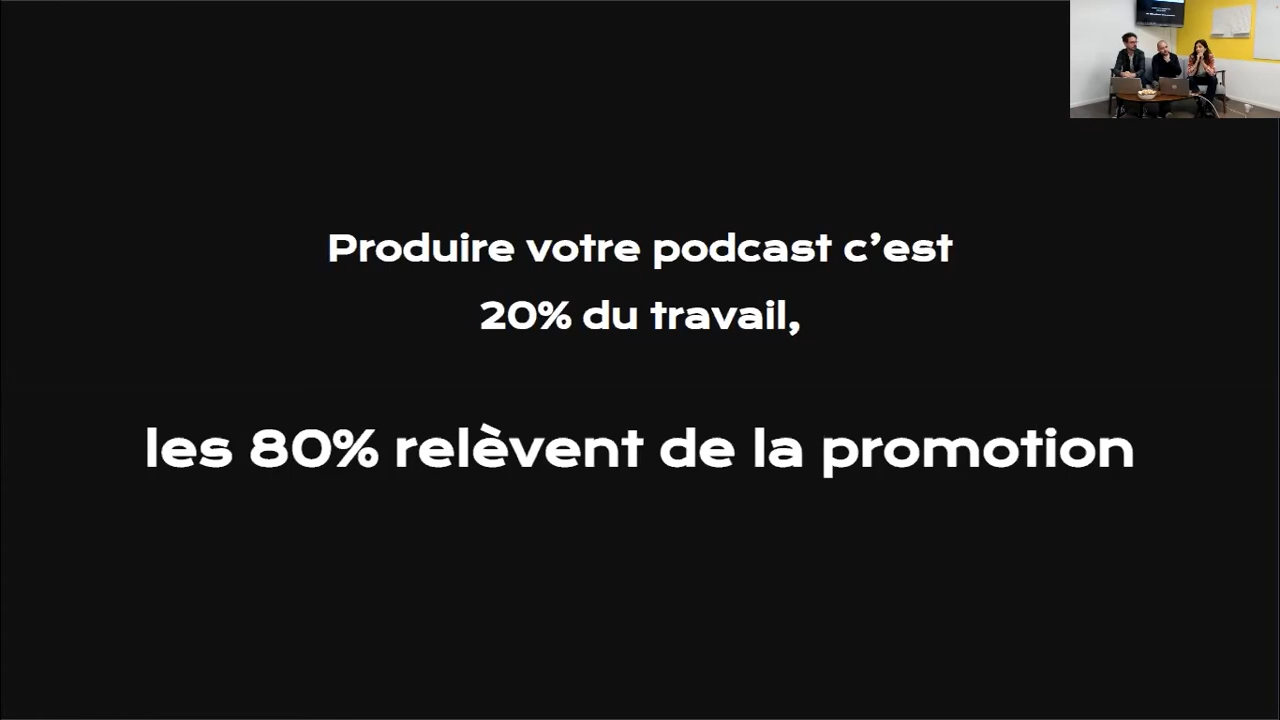 Produire votre podcast c’est
20% du travail,
les 80% relèvent de la promotion